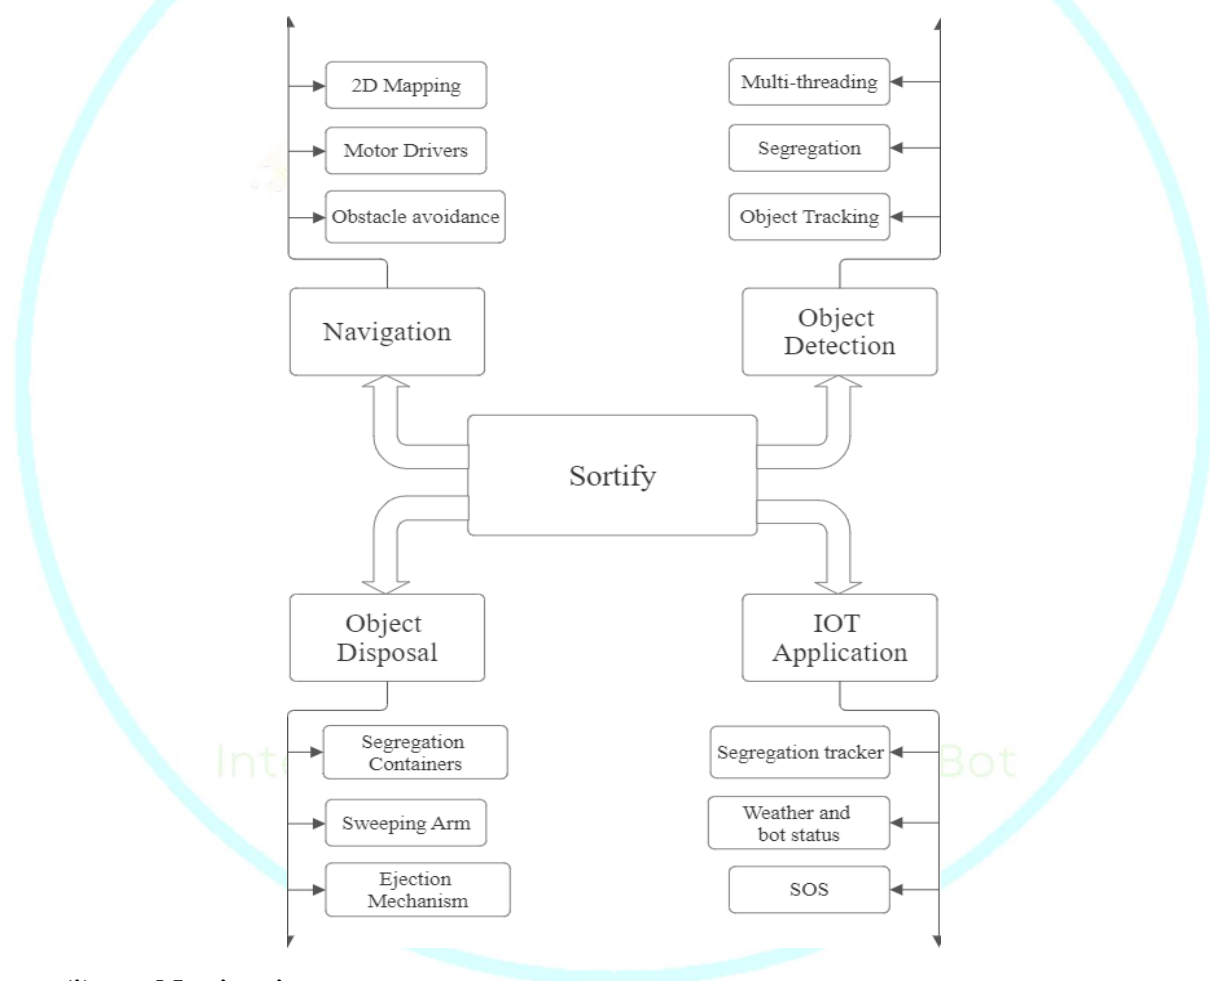 2D Mapping
Motor Drivers
Obstacle avoidance
Navigation
Multi-threading
Segregation
Object Tracking
Object
Detection
Sortify
Object
Disposal
Segregation
Containers
Sweeping Arm
Ejection
Mechanism
IOT
Application
Segregation tracker
Weather and
bot status
SOS
Bot